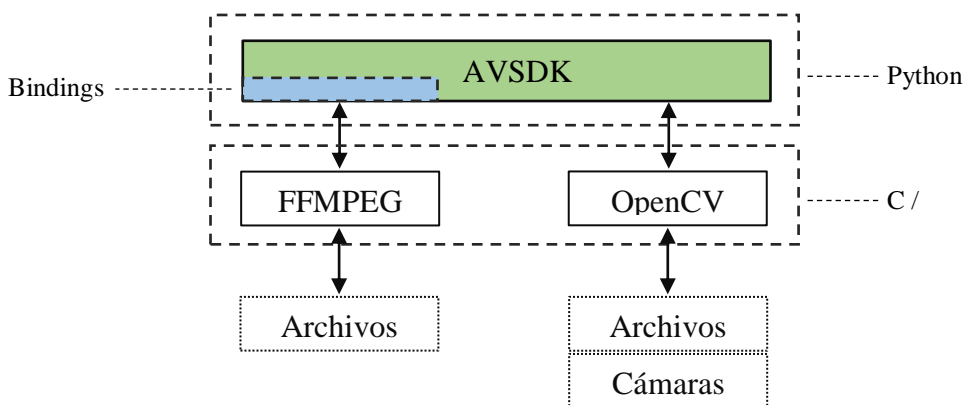 AVSDK
Bindings
Python
FFMPEG
OpenCV
C /
Archivos
Archivos
Cámaras